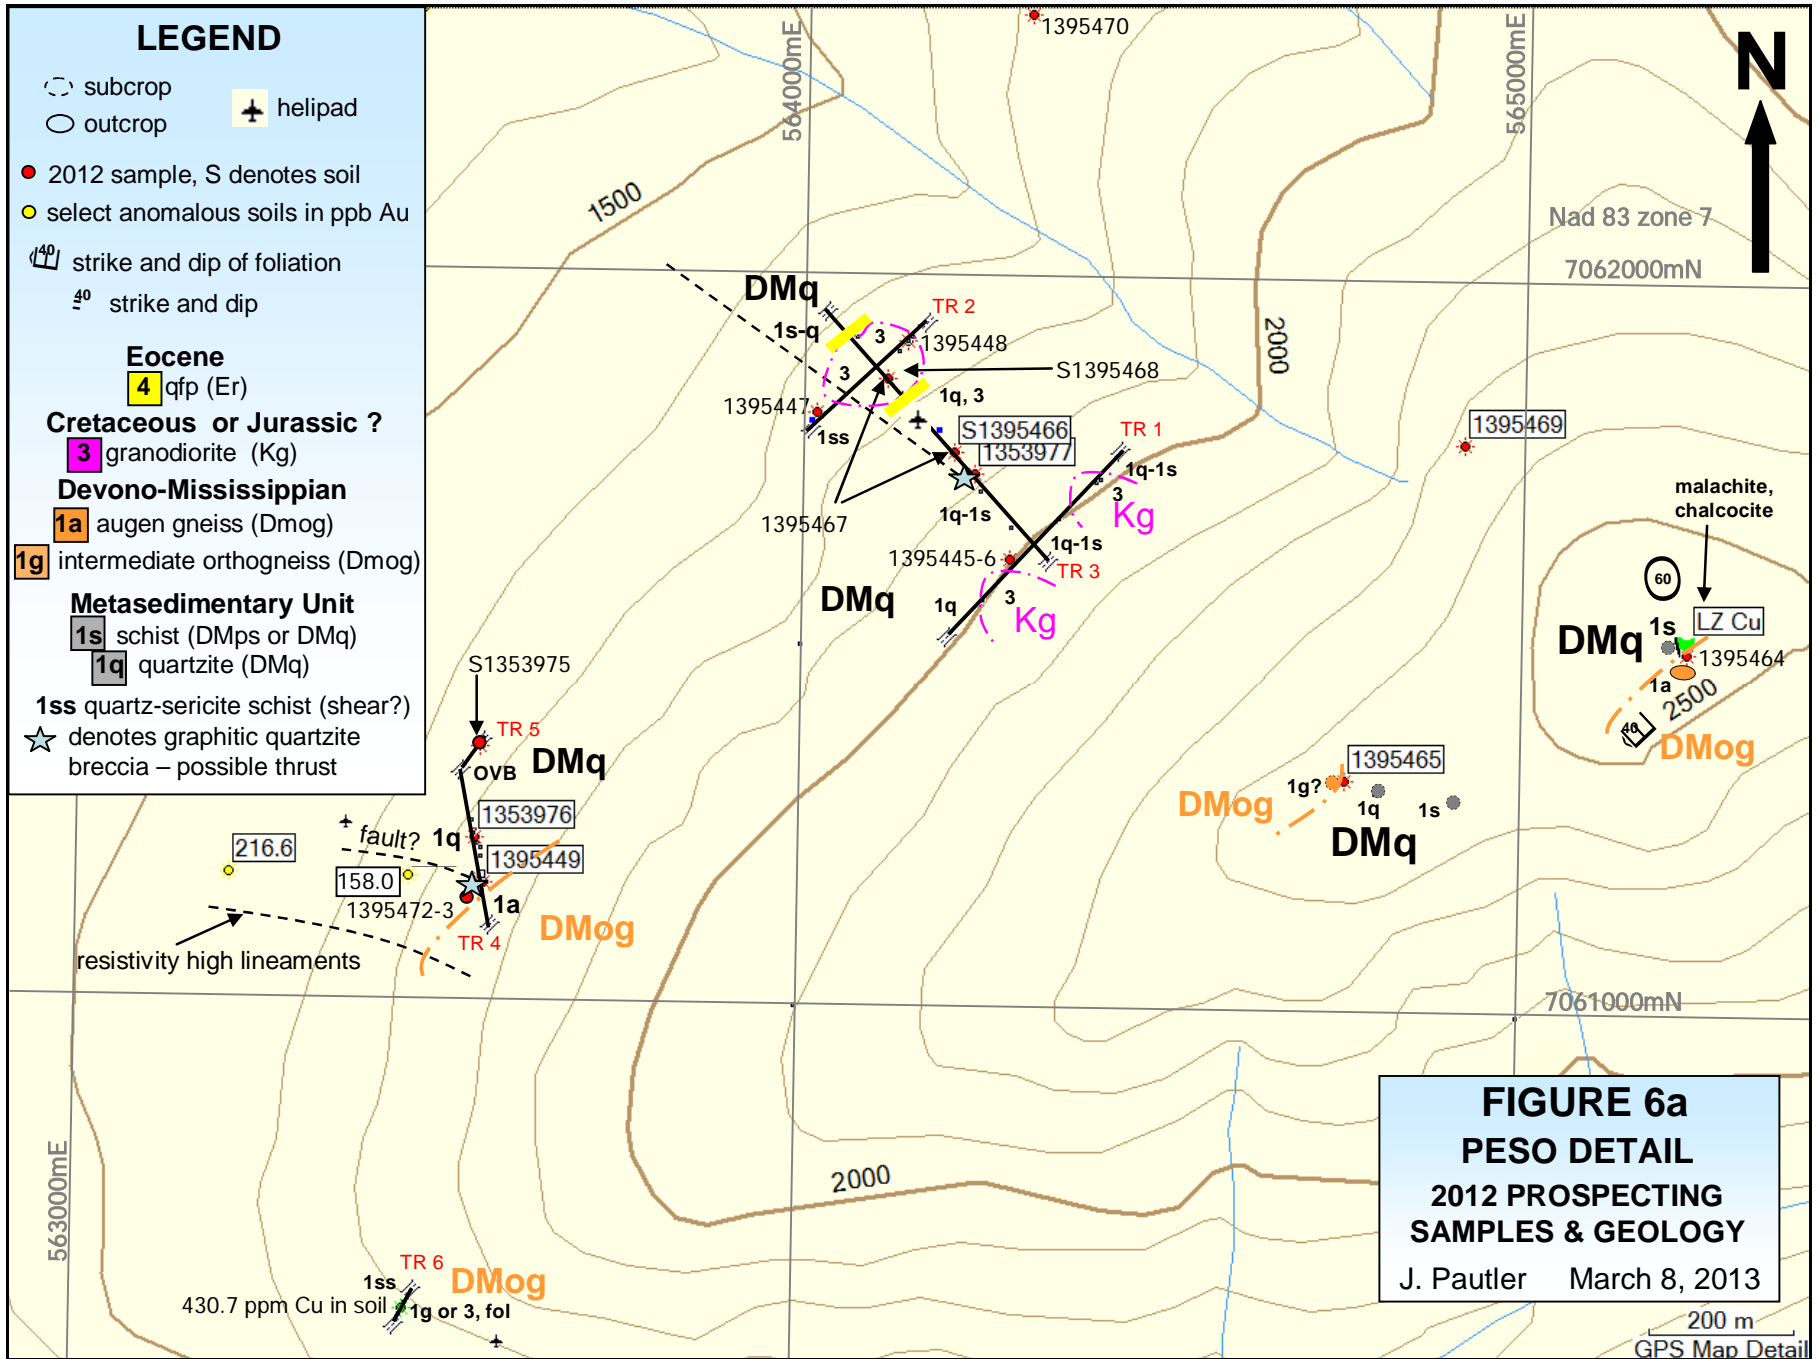 LEGEND
subcrop
outcrop
helipad
2012 sample, S denotes soil
select anomalous soils in ppb Au
40 strike and dip of foliation
40 strike and dip
Eocene
4 qfp (Er)
Cretaceous or Jurassic ?
3 granodiorite (Kg)
Devono-Mississippian
1a augen gneiss (Dmog)
1g intermediate orthogneiss (Dmog)
Metasedimentary Unit
1s schist (DMps or DMq)
1q quartzite (DMq)
1ss quartz-sericite schist (shear?)
denotes graphitic quartzite
breccia – possible thrust
1395470
564000mE
565000mE
N
1500
Nad 83 zone 7
7062000mN
2000
DMq
1s-q
3
TR 2
1395448
3
S1395468
1395447
1q, 3
1ss
S1395466
1353977
TR 1
1q-1s
3
Kg
1395467
1q-1s
1q-1s
1395445-6
TR 3
DMq
1q
3
Kg
1395469
malachite,
chalcocite
60
LZ Cu
DMq
1s
1395464
1a
2500
40
DMog
S1353975
TR 5
DMq
OVB
1353976
1q
fault?
216.6
1395449
158.0
1395472-3
1a
DMog
TR 4
resistivity high lineaments
1395465
1g?
DMog
1q
1s
DMq
7061000mN
563000mE
2000
TR 6
1ss
DMog
430.7 ppm Cu in soil
1g or 3, fol
FIGURE 6a
PESO DETAIL
2012 PROSPECTING
SAMPLES & GEOLOGY
J. Pautler March 8, 2013
200 m
GPS Map Detail